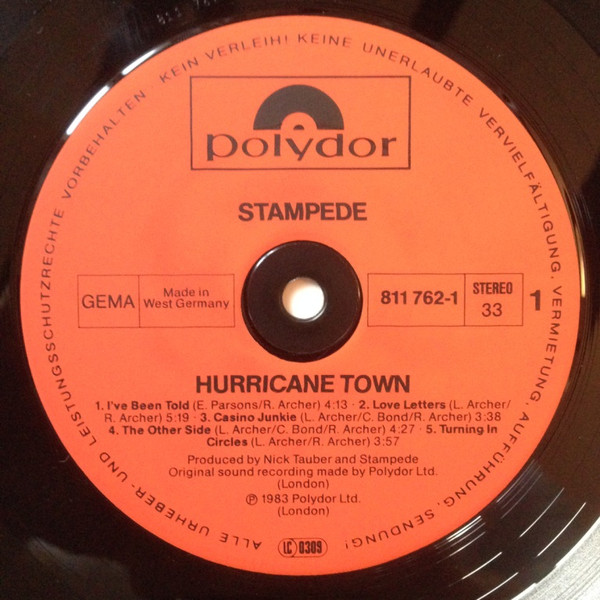 ALLE URHEBER- UND LEISTUNGSSCHUTZRECHTE VORBEHALTEN KEIN VERLEIH! KEINE UNERLAUBTE VERVIELFÄLTIGUNG, VERMIETUNG, AUFFÜHRUNG, SENDUNG!
polydor
STAMPEDE
GEMA
Made in
West Germany
811 762-1
STEREO
33
1
HURRICANE TOWN
1. I've Been Told (E. Parsons/R. Archer) 4:13 · 2. Love Letters (L. Archer/
R. Archer) 5:19 · 3. Casino Junkie (L. Archer/C. Bond/R. Archer) 3:38
4. The Other Side (L. Archer/C. Bond/R. Archer) 4:27 · 5. Turning In
Circles (L. Archer/R. Archer) 3:57
Produced by Nick Tauber and Stampede
Original sound recording made by Polydor Ltd.
(London)
℗ 1983 Polydor Ltd.
(London)
LC 0309